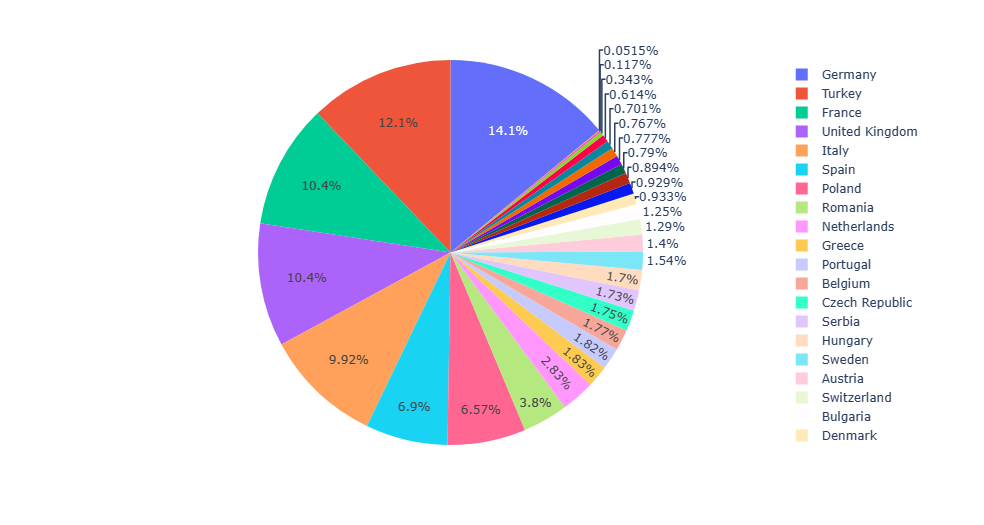 0.0515%
0.117%
0.343%
0.614%
0.701%
0.767%
0.777%
0.79%
0.894%
0.929%
0.933%
1.25%
1.29%
1.4%
1.54%
1.7%
1.73%
1.75%
1.77%
1.82%
1.83%
2.83%
3.8%
6.57%
6.9%
9.92%
10.4%
10.4%
12.1%
14.1%
Germany
Turkey
France
United Kingdom
Italy
Spain
Poland
Romania
Netherlands
Greece
Portugal
Belgium
Czech Republic
Serbia
Hungary
Sweden
Austria
Switzerland
Bulgaria
Denmark